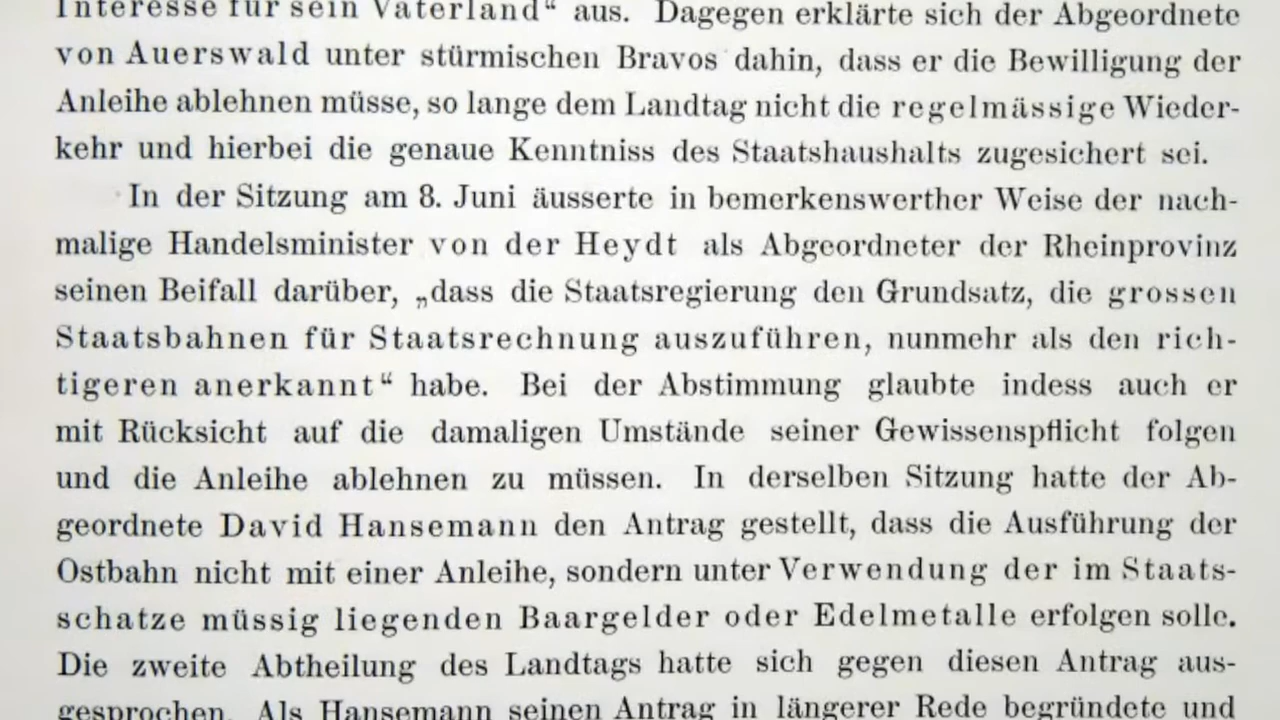 Interesse für sein Vaterland“ aus. Dagegen erklärte sich der Abgeordnete
von Auerswald unter stürmischen Bravos dahin, dass er die Bewilligung der
Anleihe ablehnen müsse, so lange dem Landtag nicht die regelmässige Wieder-
kehr und hierbei die genaue Kenntniss des Staatshaushalts zugesichert sei.
In der Sitzung am 8. Juni äusserte in bemerkenswerther Weise der nach-
malige Handelsminister von der Heydt als Abgeordneter der Rheinprovinz
seinen Beifall darüber, „dass die Staatsregierung den Grundsatz, die grossen
Staatsbahnen für Staatsrechnung auszuführen, nunmehr als den rich-
tigeren anerkannt“ habe. Bei der Abstimmung glaubte indess auch er
mit Rücksicht auf die damaligen Umstände seiner Gewissenspflicht folgen
und die Anleihe ablehnen zu müssen. In derselben Sitzung hatte der Ab-
geordnete David Hansemann den Antrag gestellt, dass die Ausführung der
Ostbahn nicht mit einer Anleihe, sondern unter Verwendung der im Staats-
schatze müssig liegenden Baargelder oder Edelmetalle erfolgen solle.
Die zweite Abtheilung des Landtags hatte sich gegen diesen Antrag aus-
gesprochen. Als Hansemann seinen Antrag in längerer Rede begründete und